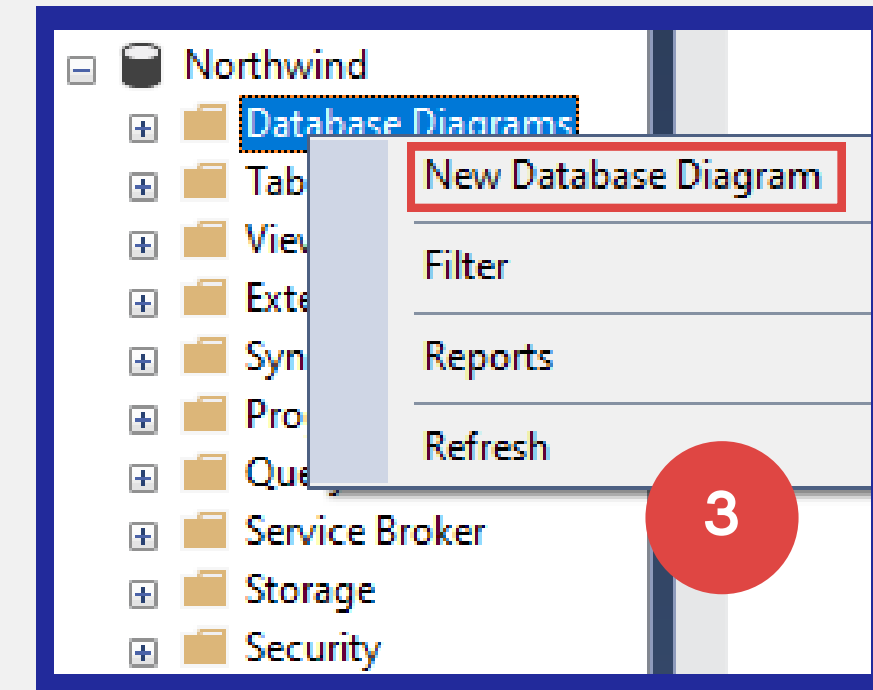 Northwind
Database Diagrams
New Database Diagram
Filter
Reports
Refresh
Service Broker
Storage
Security
3